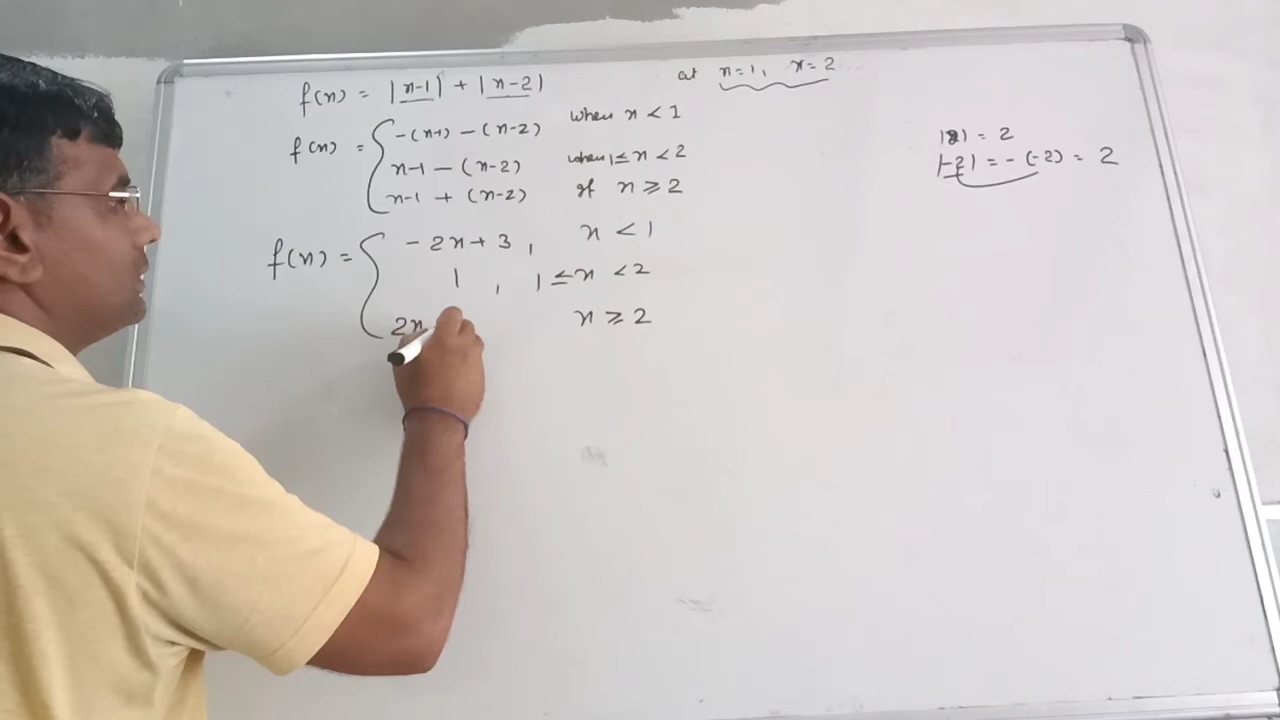 f(x) = |x-1| + |x-2| at x=1, x=2
f(x) = { -(x-1) - (x-2) when x < 1
x-1 - (x-2) when 1 ≤ x < 2
x-1 + (x-2) if x ≥ 2
f(x) = { - 2x + 3 , x < 1
1 , 1 ≤ x < 2
2x x ≥ 2
|2| = 2
|-2| = - (-2) = 2